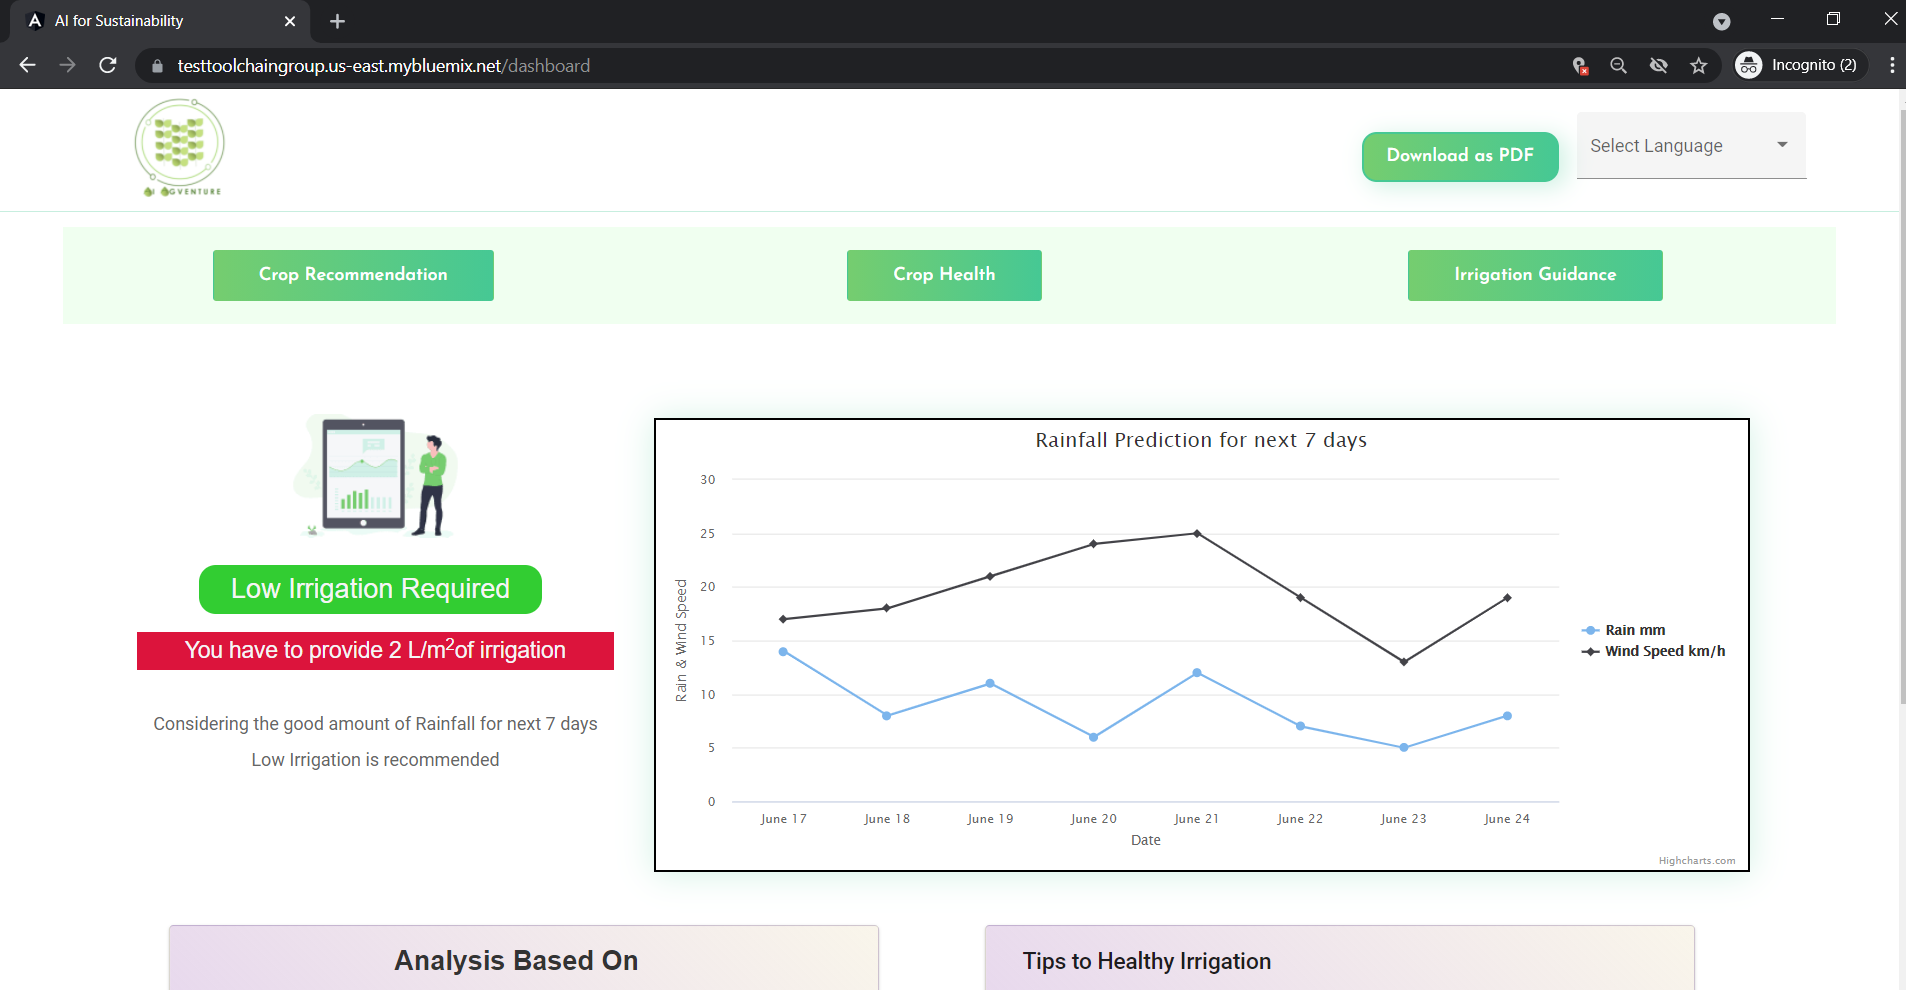 AI for Sustainability
testtoolchaingroup.us-east.mybluemix.net/dashboard
Incognito (2)
AI AGVENTURE
Download as PDF
Select Language
Crop Recommendation
Crop Health
Irrigation Guidance
Low Irrigation Required
You have to provide 2 L/m²of irrigation
Considering the good amount of Rainfall for next 7 days
Low Irrigation is recommended
Rainfall Prediction for next 7 days
Rain & Wind Speed
30
25
20
15
10
5
0
June 17 June 18 June 19 June 20 June 21 June 22 June 23 June 24
Date
Rain mm
Wind Speed km/h
Highcharts.com
Analysis Based On
Tips to Healthy Irrigation